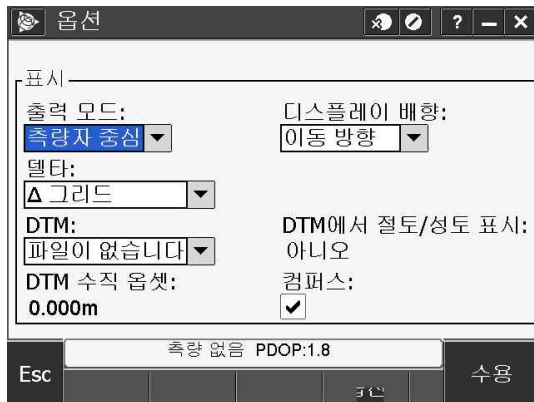 옵션
표시
출력 모드:
디스플레이 배향:
측량자 중심
이동 방향
델타:
Δ 그리드
DTM:
DTM에서 절토/성토 표시:
파일이 없습니다
아니오
DTM 수직 옵셋:
컴퍼스:
0.000m
측량 없음 PDOP:1.8
Esc
수용